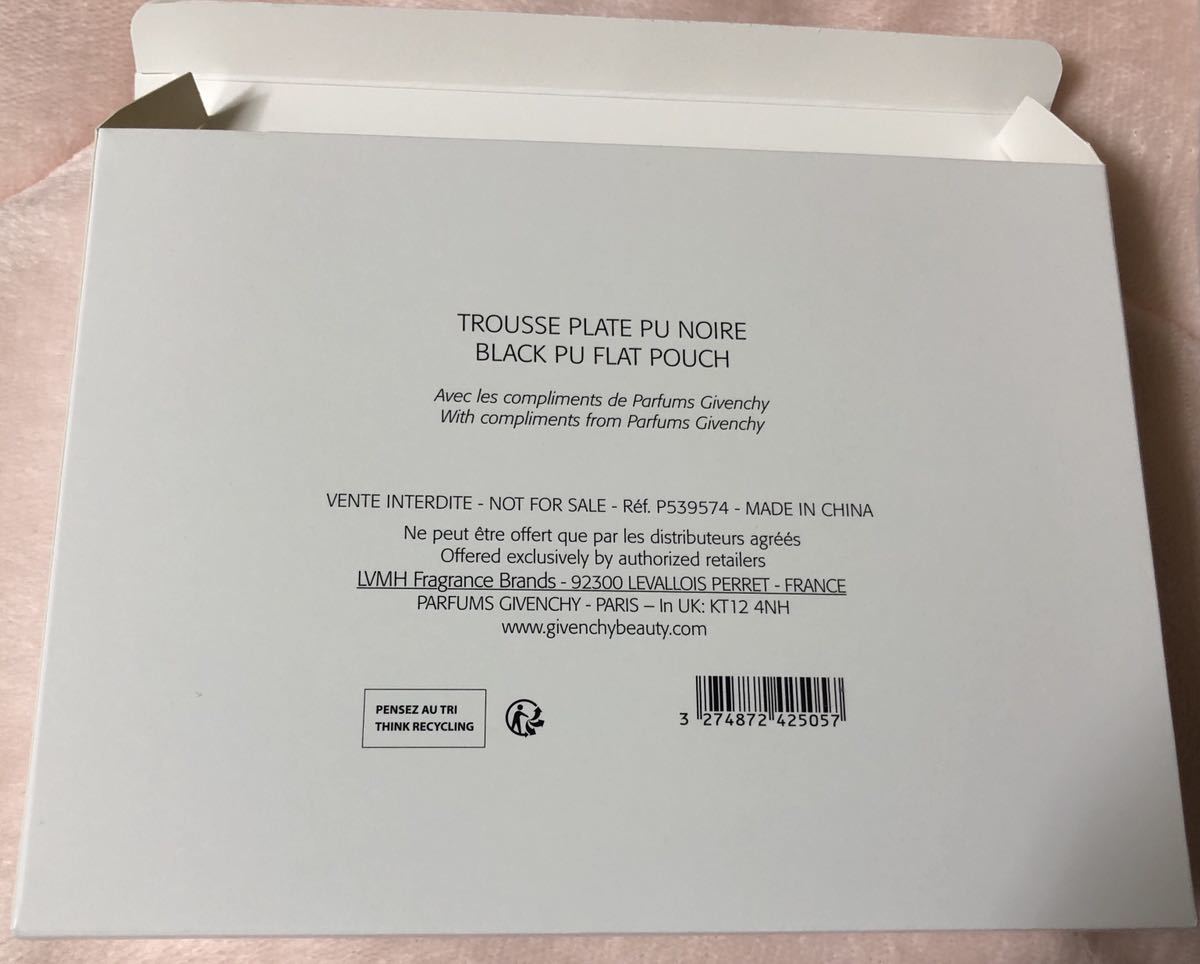 TROUSSE PLATE PU NOIRE
BLACK PU FLAT POUCH
Avec les compliments de Parfums Givenchy
With compliments from Parfums Givenchy
VENTE INTERDITE - NOT FOR SALE - Réf. P539574 - MADE IN CHINA
Ne peut être offert que par les distributeurs agréés
Offered exclusively by authorized retailers
LVMH Fragrance Brands - 92300 LEVALLOIS PERRET - FRANCE
PARFUMS GIVENCHY - PARIS – In UK: KT12 4NH
www.givenchybeauty.com
PENSEZ AU TRI
THINK RECYCLING
3 274872 425057